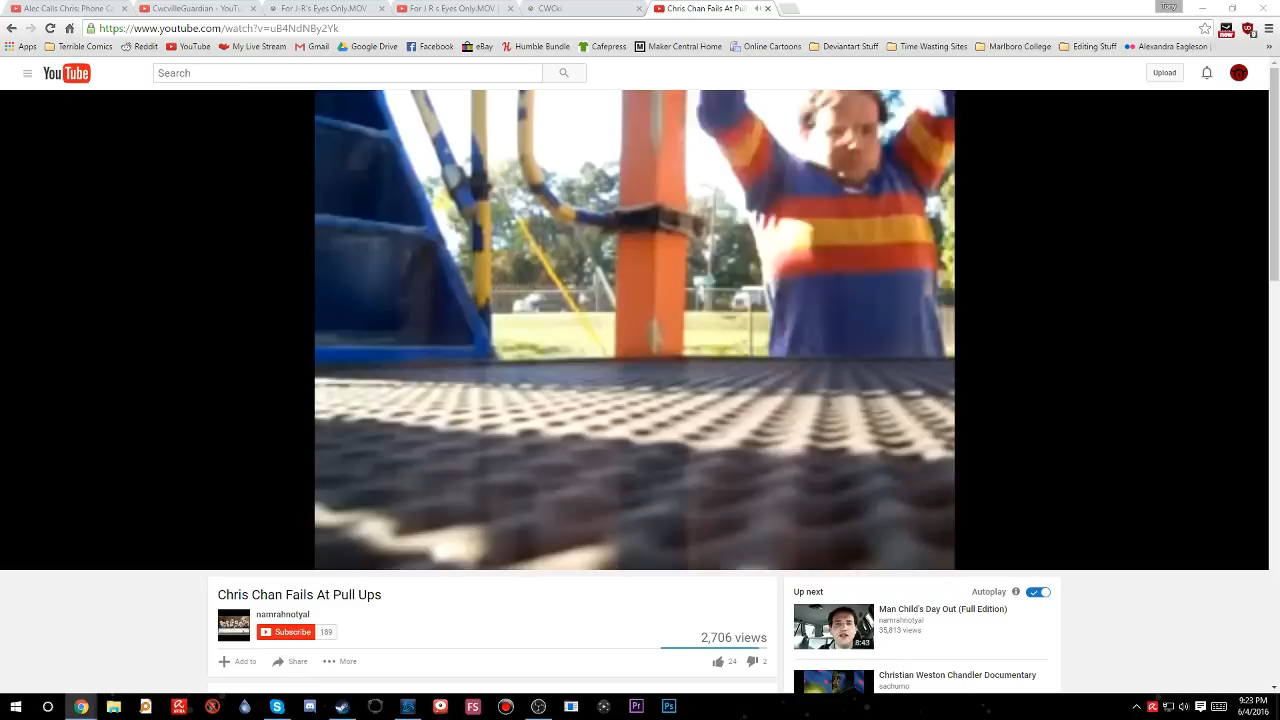 Alec Calls Chris: Phone Ca
CwcvilleGuardian - YouTu
For J-R's Eyes Only.MOV
For J R Eyes Only.MOV |
CWCki
Chris Chan Fails At Pull
https://www.youtube.com/watch?v=uB4NdNBy2Yk
Apps Terrible Comics Reddit YouTube My Live Stream Gmail Google Drive Facebook eBay Humble Bundle Cafepress Maker Central Home Online Cartoonist Deviantart Stuff Time Wasting Sites Marlboro College Editing Stuff Alexandra Eagleson |
YouTube
Search
Upload
Chris Chan Fails At Pull Ups
namrahnotyal
Subscribe 189
2,706 views
Add to Share More
24 2
Up next
Autoplay
Man Child's Day Out (Full Edition)
namrahnotyal
35,813 views
8:43
Christian Weston Chandler Documentary
sachumo
9:23 PM
6/4/2016